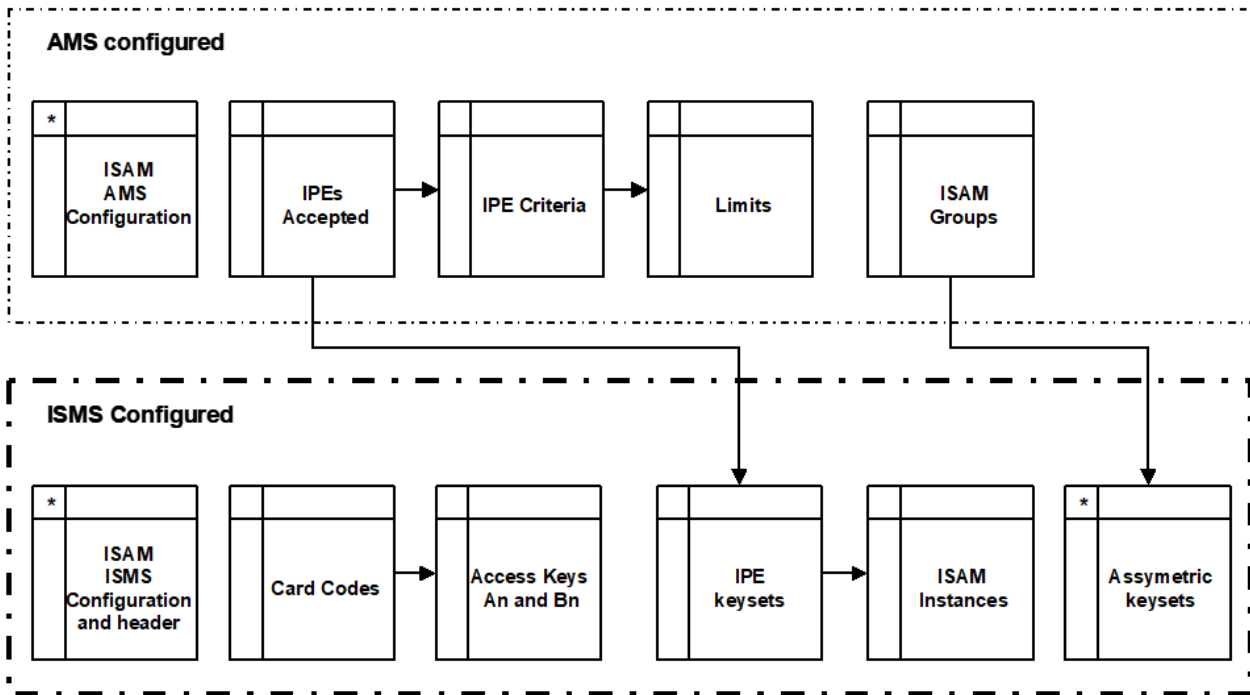 AMS configured
*
ISAM
AMS
Configuration
IPEs
Accepted
IPE Criteria
Limits
ISAM
Groups
ISMS Configured
*
ISAM
ISMS
Configuration
and header
Card Codes
Access Keys
An and Bn
IPE
keysets
ISAM
Instances
*
Assymetric
keysets